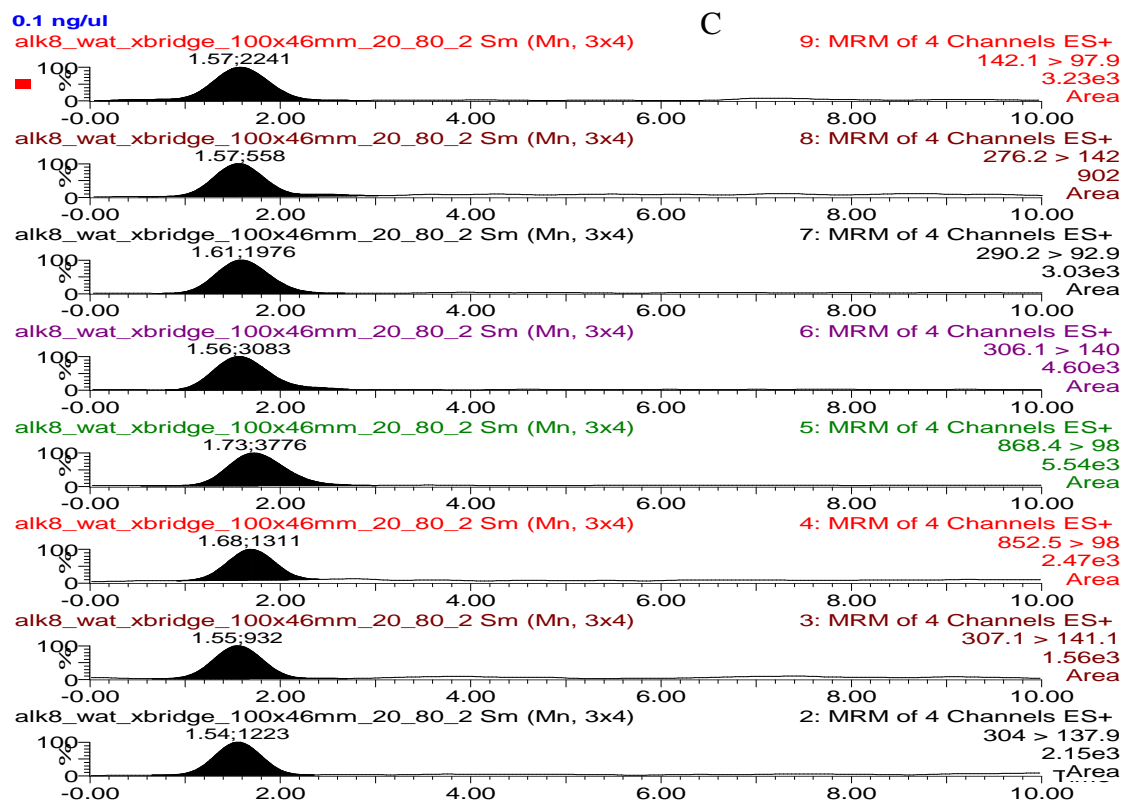 0.1 ng/ul
C
alk8_wat_xbridge_100x46mm_20_80_2 Sm (Mn, 3x4) 9: MRM of 4 Channels ES+
1.57;2241 142.1 > 97.9
100 3.23e3
% Area
0
-0.00 2.00 4.00 6.00 8.00 10.00
alk8_wat_xbridge_100x46mm_20_80_2 Sm (Mn, 3x4) 8: MRM of 4 Channels ES+
1.57;558 276.2 > 142
100 902
% Area
0
-0.00 2.00 4.00 6.00 8.00 10.00
alk8_wat_xbridge_100x46mm_20_80_2 Sm (Mn, 3x4) 7: MRM of 4 Channels ES+
1.61;1976 290.2 > 92.9
100 3.03e3
% Area
0
-0.00 2.00 4.00 6.00 8.00 10.00
alk8_wat_xbridge_100x46mm_20_80_2 Sm (Mn, 3x4) 6: MRM of 4 Channels ES+
1.56;3083 306.1 > 140
100 4.60e3
% Area
0
-0.00 2.00 4.00 6.00 8.00 10.00
alk8_wat_xbridge_100x46mm_20_80_2 Sm (Mn, 3x4) 5: MRM of 4 Channels ES+
1.73;3776 868.4 > 98
100 5.54e3
% Area
0
-0.00 2.00 4.00 6.00 8.00 10.00
alk8_wat_xbridge_100x46mm_20_80_2 Sm (Mn, 3x4) 4: MRM of 4 Channels ES+
1.68;1311 852.5 > 98
100 2.47e3
% Area
0
-0.00 2.00 4.00 6.00 8.00 10.00
alk8_wat_xbridge_100x46mm_20_80_2 Sm (Mn, 3x4) 3: MRM of 4 Channels ES+
1.55;932 307.1 > 141.1
100 1.56e3
% Area
0
-0.00 2.00 4.00 6.00 8.00 10.00
alk8_wat_xbridge_100x46mm_20_80_2 Sm (Mn, 3x4) 2: MRM of 4 Channels ES+
1.54;1223 304 > 137.9
100 2.15e3
% Area
0
-0.00 2.00 4.00 6.00 8.00 10.00